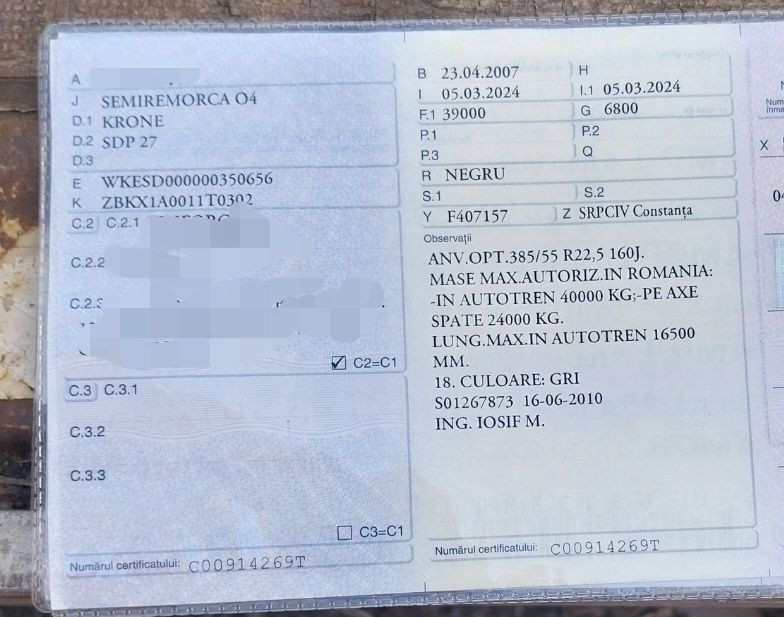 A
J SEMIREMORCA O4
D.1 KRONE
D.2 SDP 27
D.3
E WKESD000000350656
K ZBKX1A0011T0302
C.2 C.2.1
C.2.2
C.2.3
C2=C1
C.3 C.3.1
C.3.2
C.3.3
C3=C1
Numărul certificatului: C00914269T
B 23.04.2007 H
I 05.03.2024 I.1 05.03.2024
F.1 39000 G 6800
P.1 P.2
P.3 Q
R NEGRU
S.1 S.2
Y F407157 Z SRPCIV Constanța
Observații
ANV.OPT.385/55 R22,5 160J.
MASE MAX.AUTORIZ.IN ROMANIA:
-IN AUTOTREN 40000 KG;-PE AXE
SPATE 24000 KG.
LUNG.MAX.IN AUTOTREN 16500
MM.
18. CULOARE: GRI
S01267873 16-06-2010
ING. IOSIF M.
Numărul certificatului: C00914269T
X